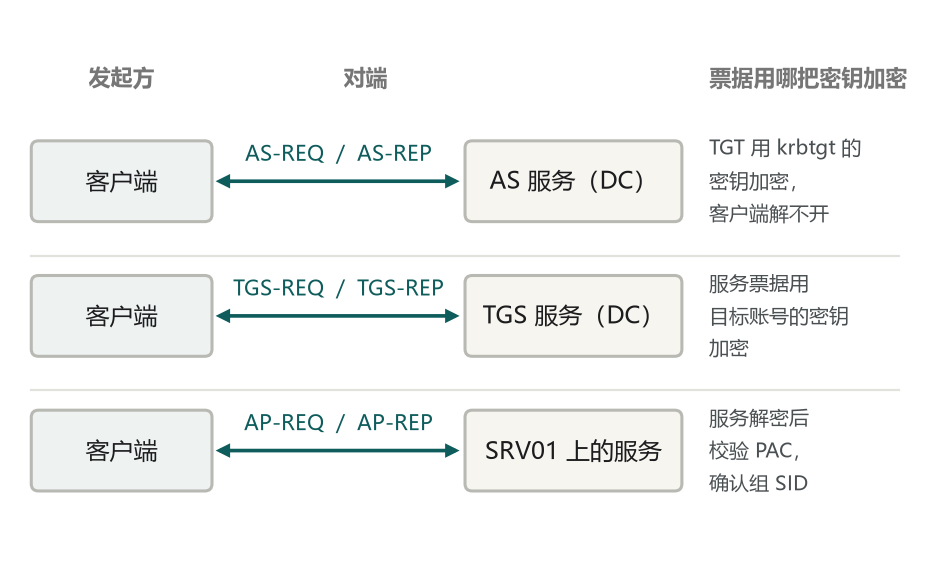 发起方
对端
票据用哪把密钥加密
客户端
AS-REQ / AS-REP
AS 服务（DC）
TGT 用 krbtgt 的
密钥加密，
客户端解不开
客户端
TGS-REQ / TGS-REP
TGS 服务（DC）
服务票据用
目标账号的密钥
加密
客户端
AP-REQ / AP-REP
SRV01 上的服务
服务解密后
校验 PAC，
确认组 SID